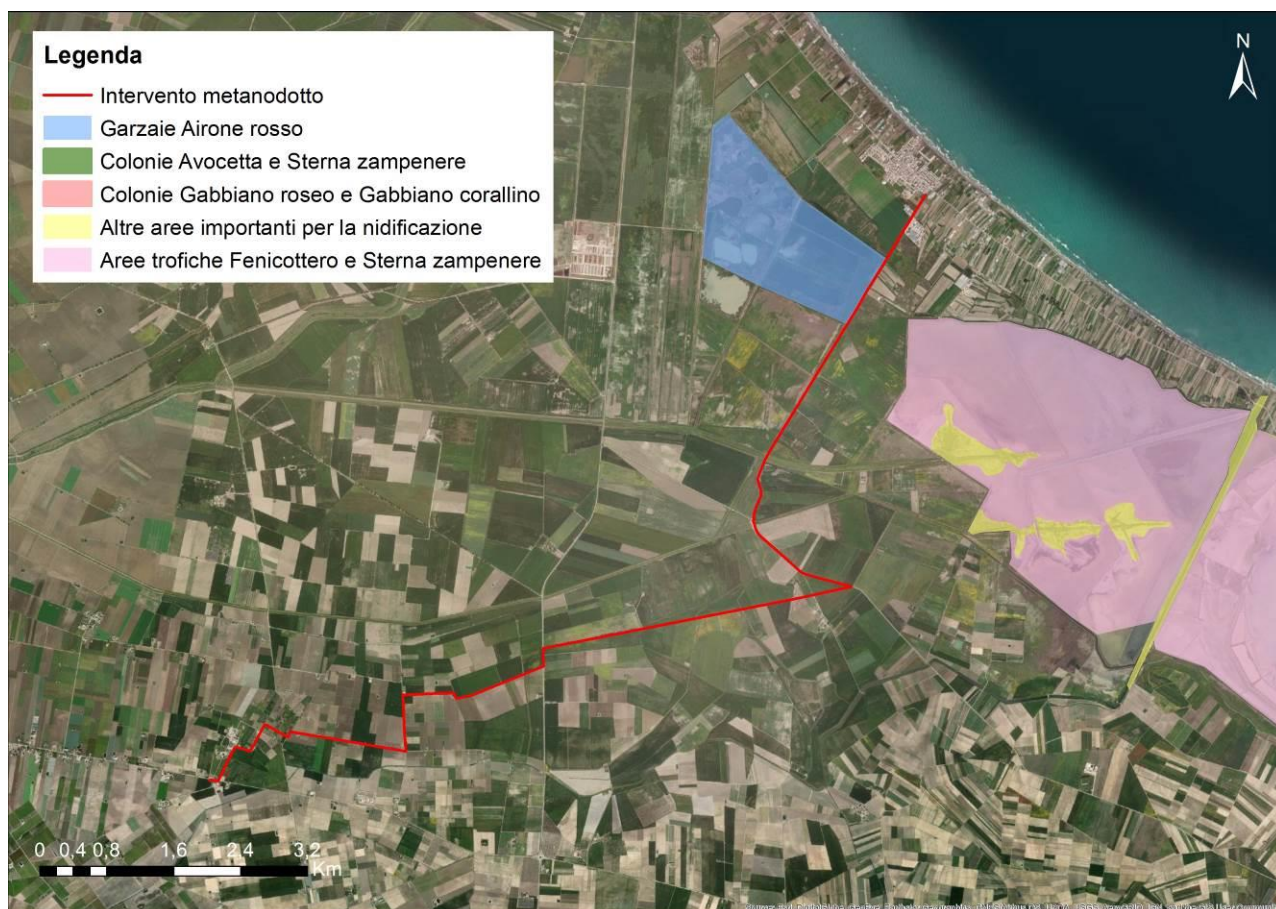 Legenda
Intervento metanodotto
Garzaie Airone rosso
Colonie Avocetta e Sterna zampenere
Colonie Gabbiano roseo e Gabbiano corallino
Altre aree importanti per la nidificazione
Aree trofiche Fenicottero e Sterna zampenere
N
0 0,4 0,8 1,6 2,4 3,2
Km